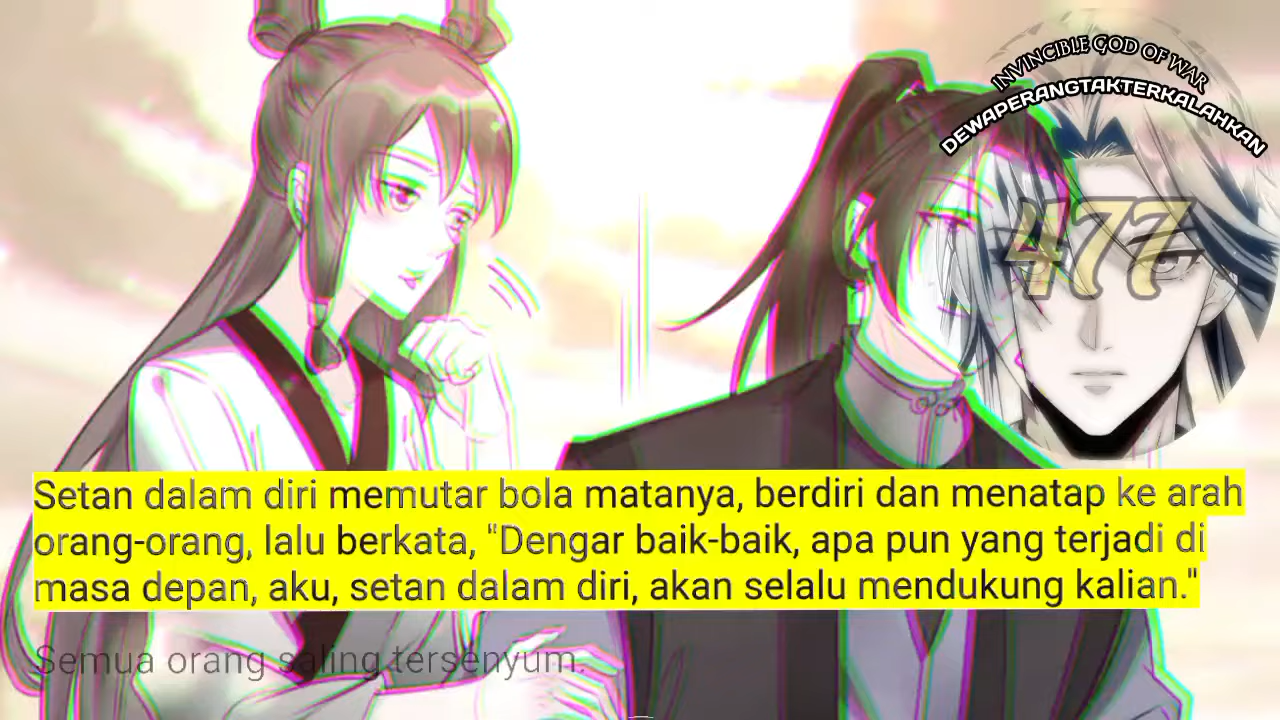 INVINCIBLE GOD OF WAR
DEWAPERANGTAKTERKALAHKAN
477
Setan dalam diri memutar bola matanya, berdiri dan menatap ke arah
orang-orang, lalu berkata, "Dengar baik-baik, apa pun yang terjadi di
masa depan, aku, setan dalam diri, akan selalu mendukung kalian."
Semua orang saling tersenyum.